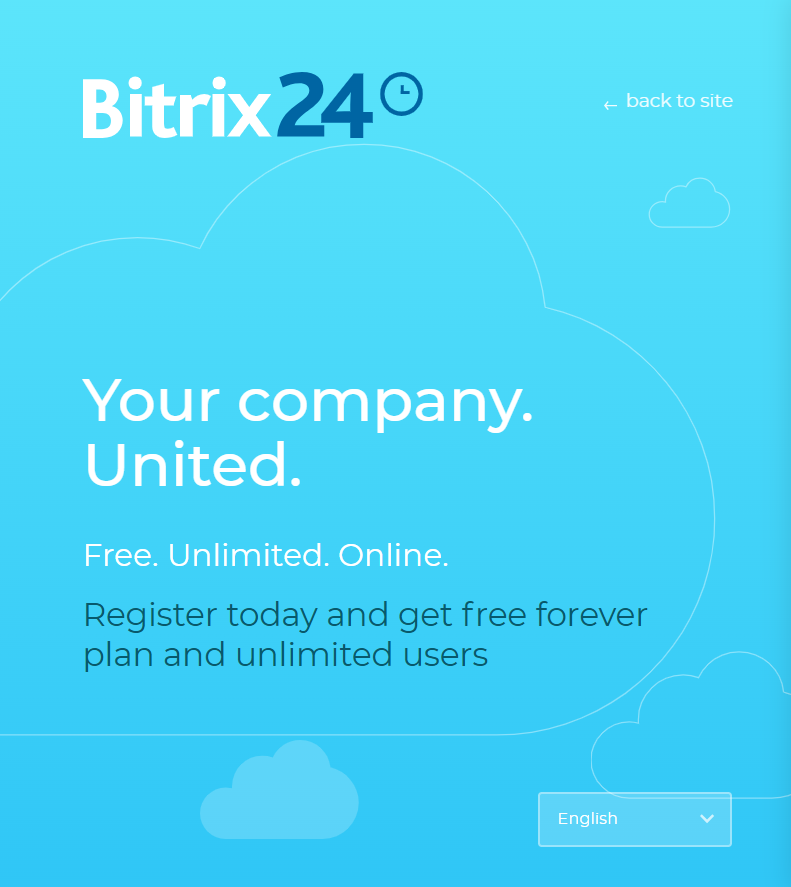 Bitrix24
← back to site
Your company.
United.
Free. Unlimited. Online.
Register today and get free forever
plan and unlimited users
English